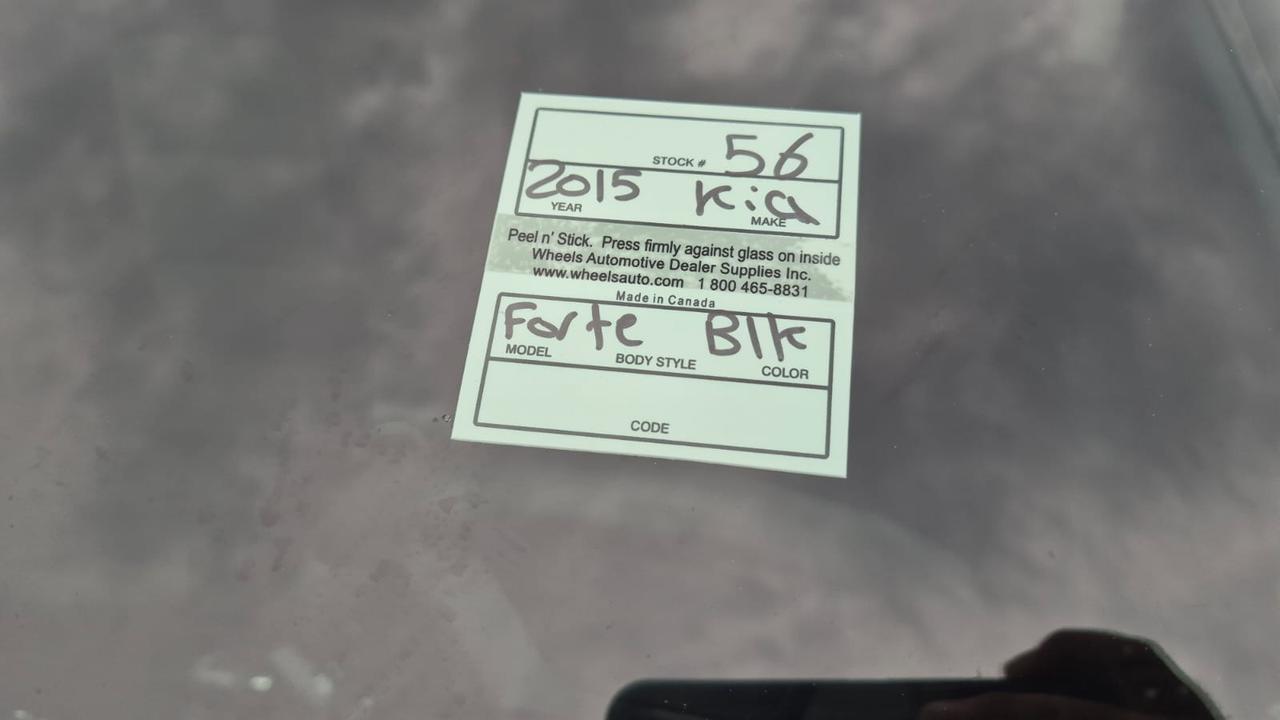 STOCK # 56
2015 Kia
YEAR MAKE
Peel n' Stick. Press firmly against glass on inside
Wheels Automotive Dealer Supplies Inc.
www.wheelsauto.com 1 800 465-8831
Made in Canada
Forte Blk
MODEL BODY STYLE COLOR
CODE